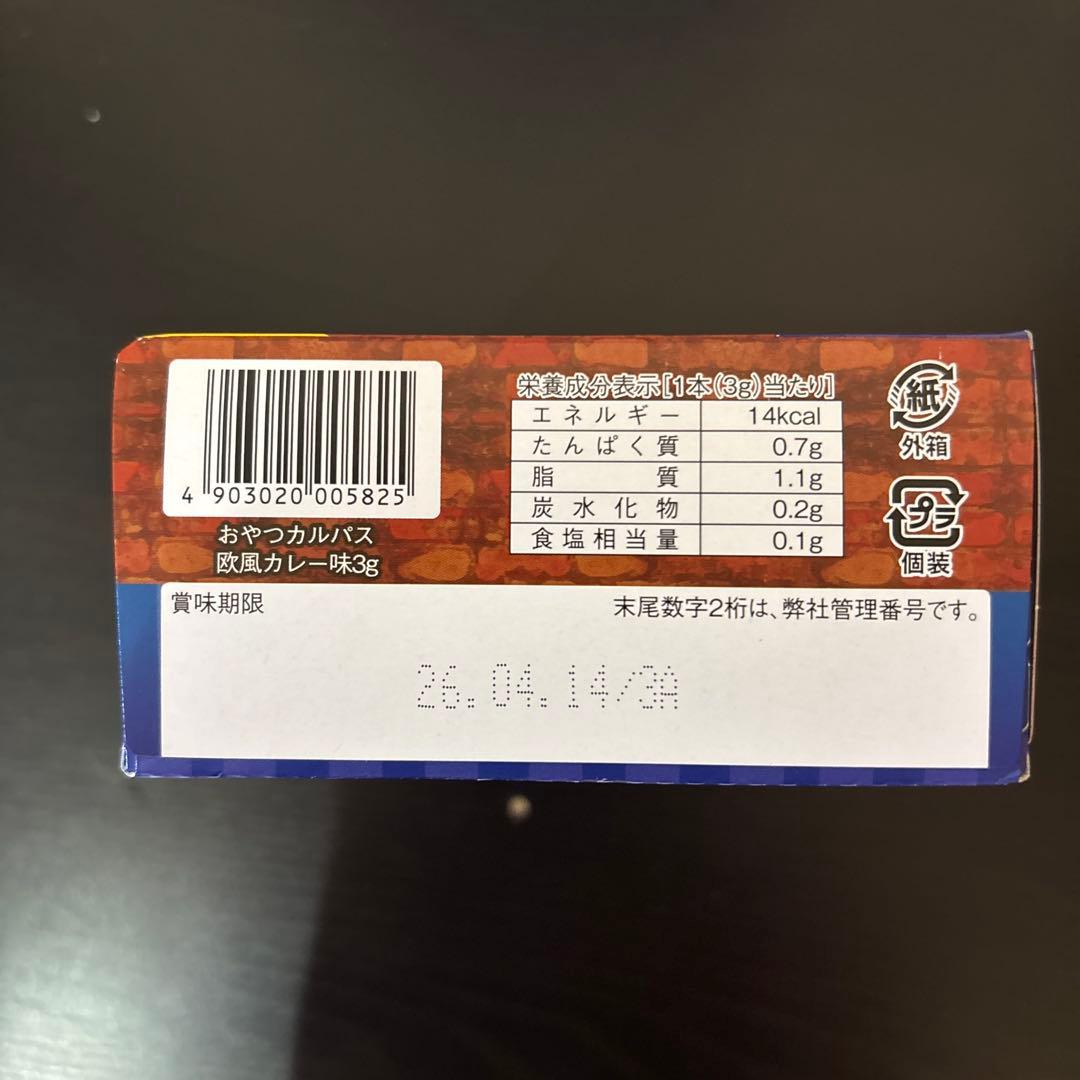 4 903020 005825
おやつカルパス
欧風カレー味3g
栄養成分表示[1本(3g)当たり]
エネルギー 14kcal
たんぱく質 0.7g
脂質 1.1g
炭水化物 0.2g
食塩相当量 0.1g
紙
外箱
プラ
個装
賞味期限
末尾数字2桁は、弊社管理番号です。
26.04.14/3A